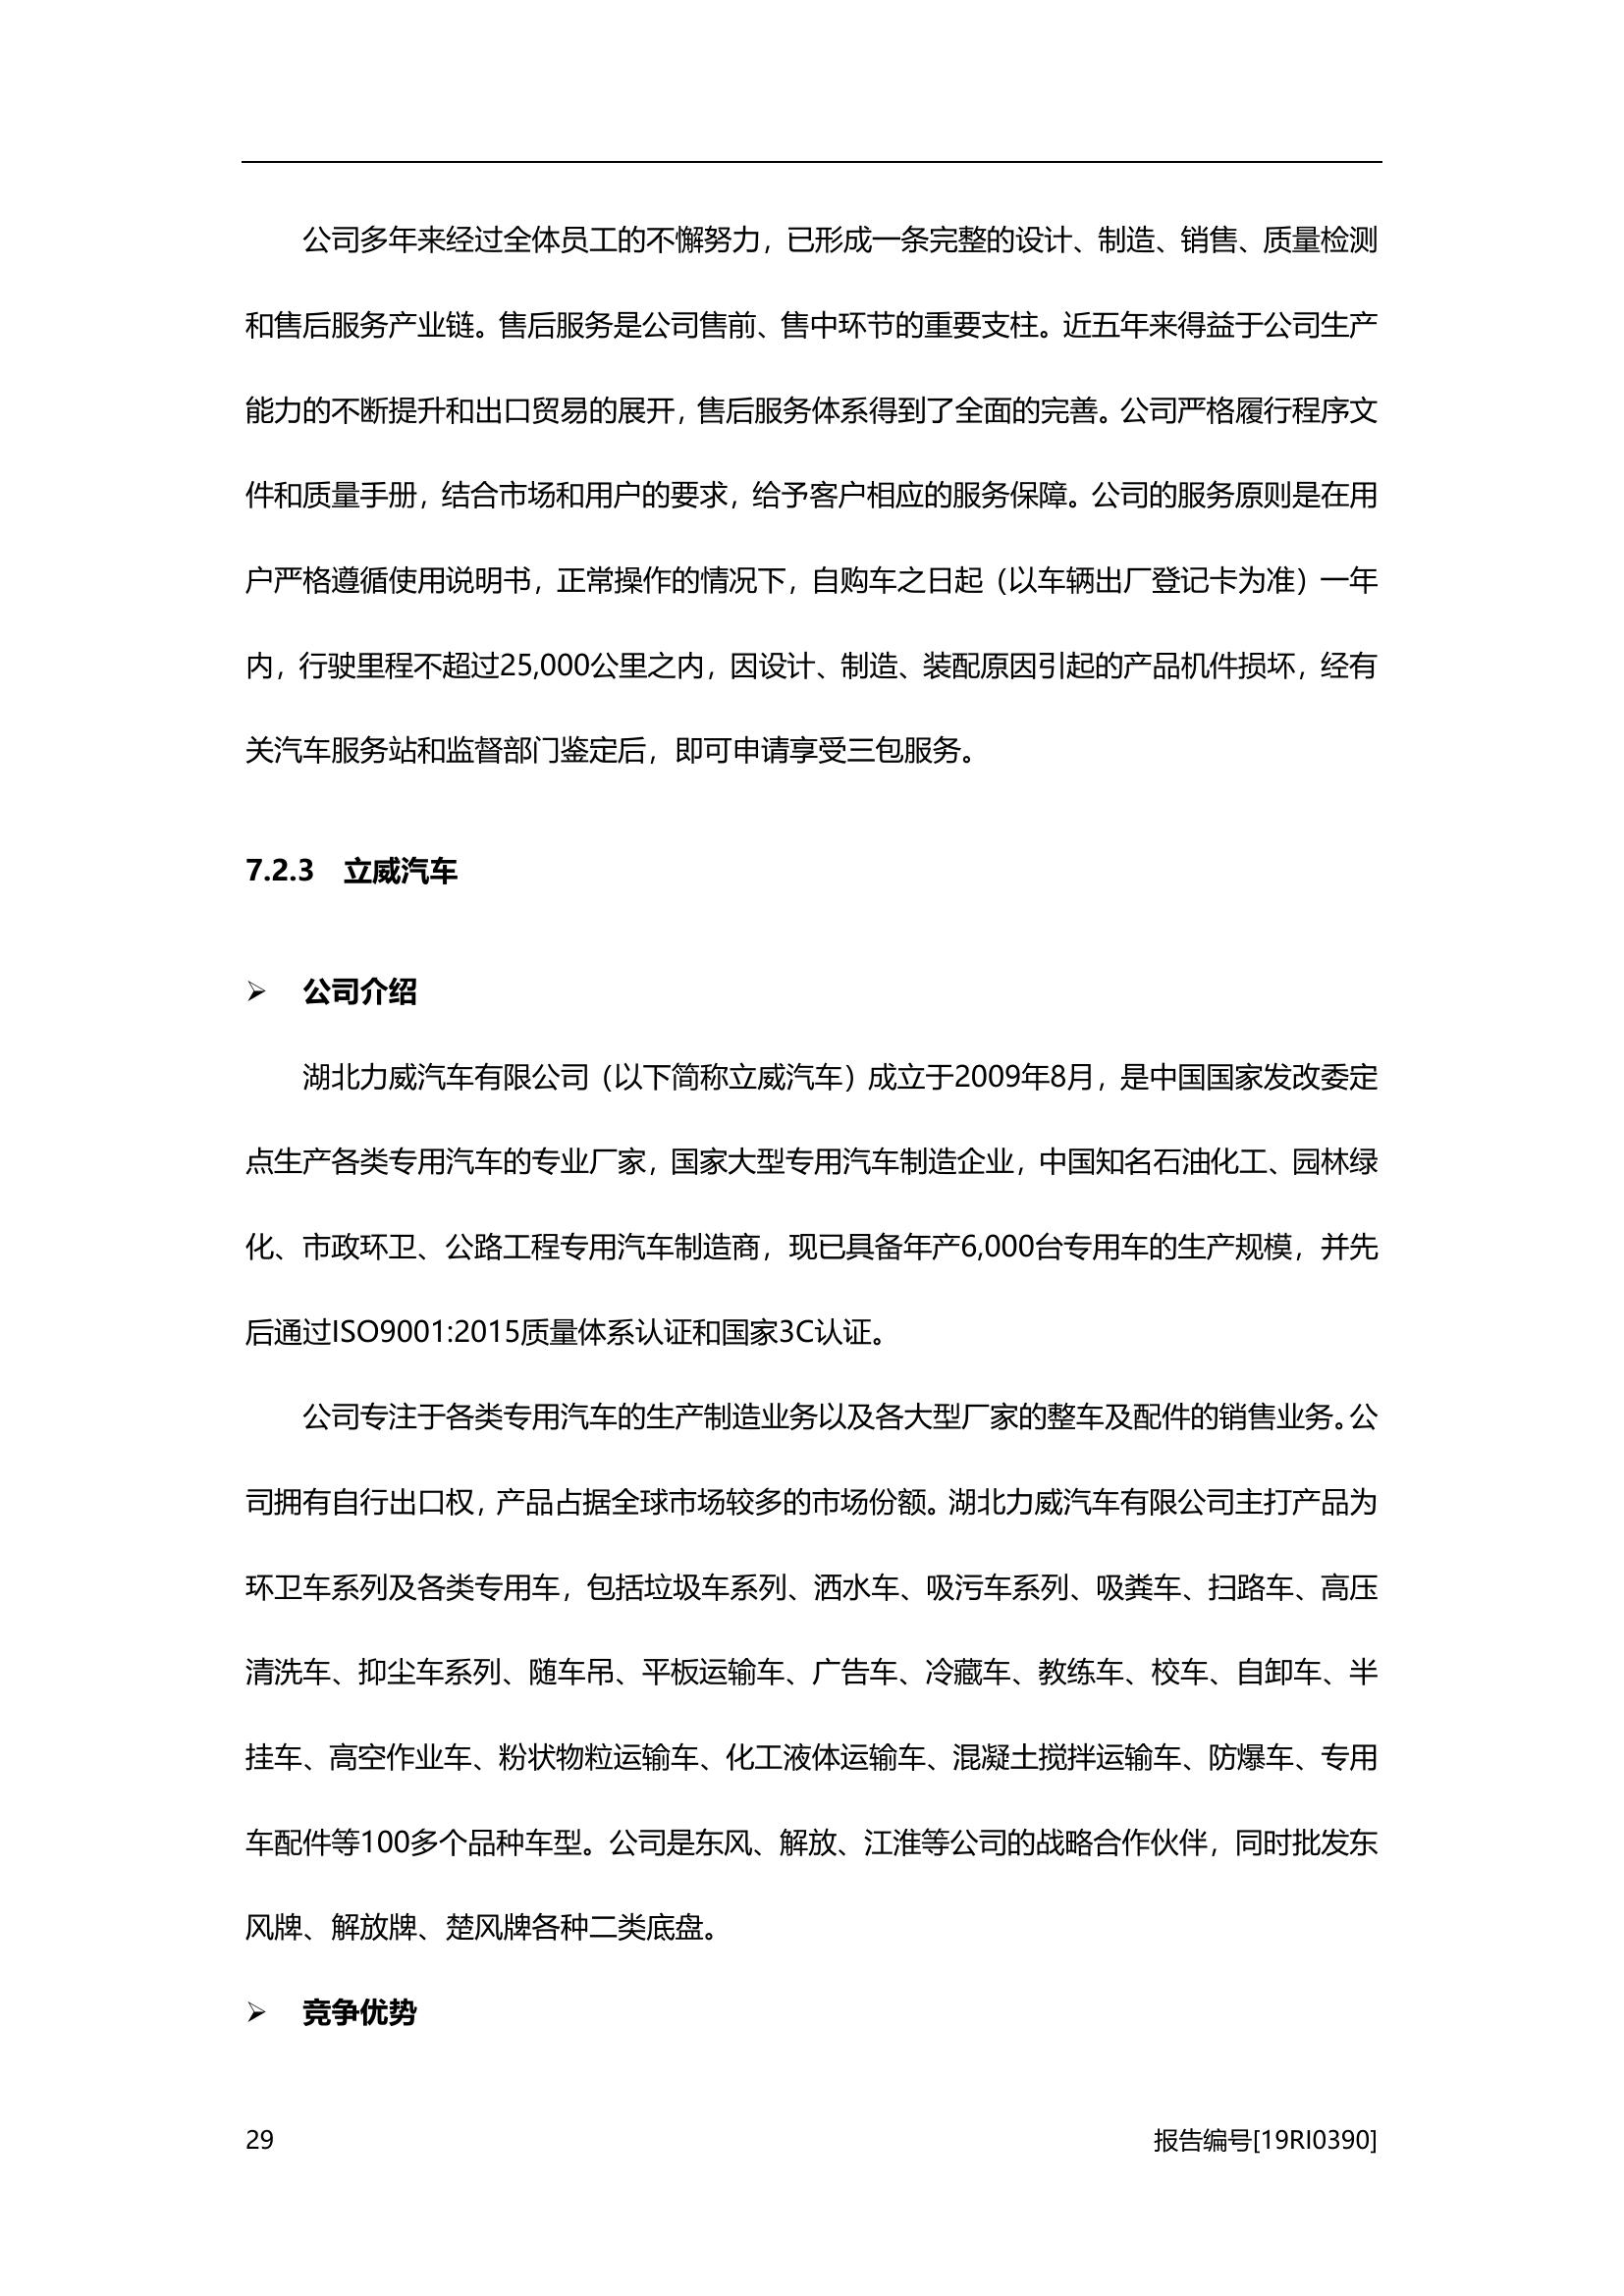 公司多年来经过全体员工的不懈努力，已形成一条完整的设计、制造、销售、质量检测
和售后服务产业链。售后服务是公司售前、售中环节的重要支柱。近五年来得益于公司生产
能力的不断提升和出口贸易的展开，售后服务体系得到了全面的完善。公司严格履行程序文
件和质量手册，结合市场和用户的要求，给予客户相应的服务保障。公司的服务原则是在用
户严格遵循使用说明书，正常操作的情况下，自购车之日起（以车辆出厂登记卡为准）一年
内，行驶里程不超过25,000公里之内，因设计、制造、装配原因引起的产品机件损坏，经有
关汽车服务站和监督部门鉴定后，即可申请享受三包服务。
7.2.3 立威汽车
➢ 公司介绍
湖北力威汽车有限公司（以下简称立威汽车）成立于2009年8月，是中国国家发改委定
点生产各类专用汽车的专业厂家，国家大型专用汽车制造企业，中国知名石油化工、园林绿
化、市政环卫、公路工程专用汽车制造商，现已具备年产6,000台专用车的生产规模，并先
后通过ISO9001:2015质量体系认证和国家3C认证。
公司专注于各类专用汽车的生产制造业务以及各大型厂家的整车及配件的销售业务。公
司拥有自行出口权，产品占据全球市场较多的市场份额。湖北力威汽车有限公司主打产品为
环卫车系列及各类专用车，包括垃圾车系列、洒水车、吸污车系列、吸粪车、扫路车、高压
清洗车、抑尘车系列、随车吊、平板运输车、广告车、冷藏车、教练车、校车、自卸车、半
挂车、高空作业车、粉状物粒运输车、化工液体运输车、混凝土搅拌运输车、防爆车、专用
车配件等100多个品种车型。公司是东风、解放、江淮等公司的战略合作伙伴，同时批发东
风牌、解放牌、楚风牌各种二类底盘。
➢ 竞争优势
29 报告编号[19RI0390]